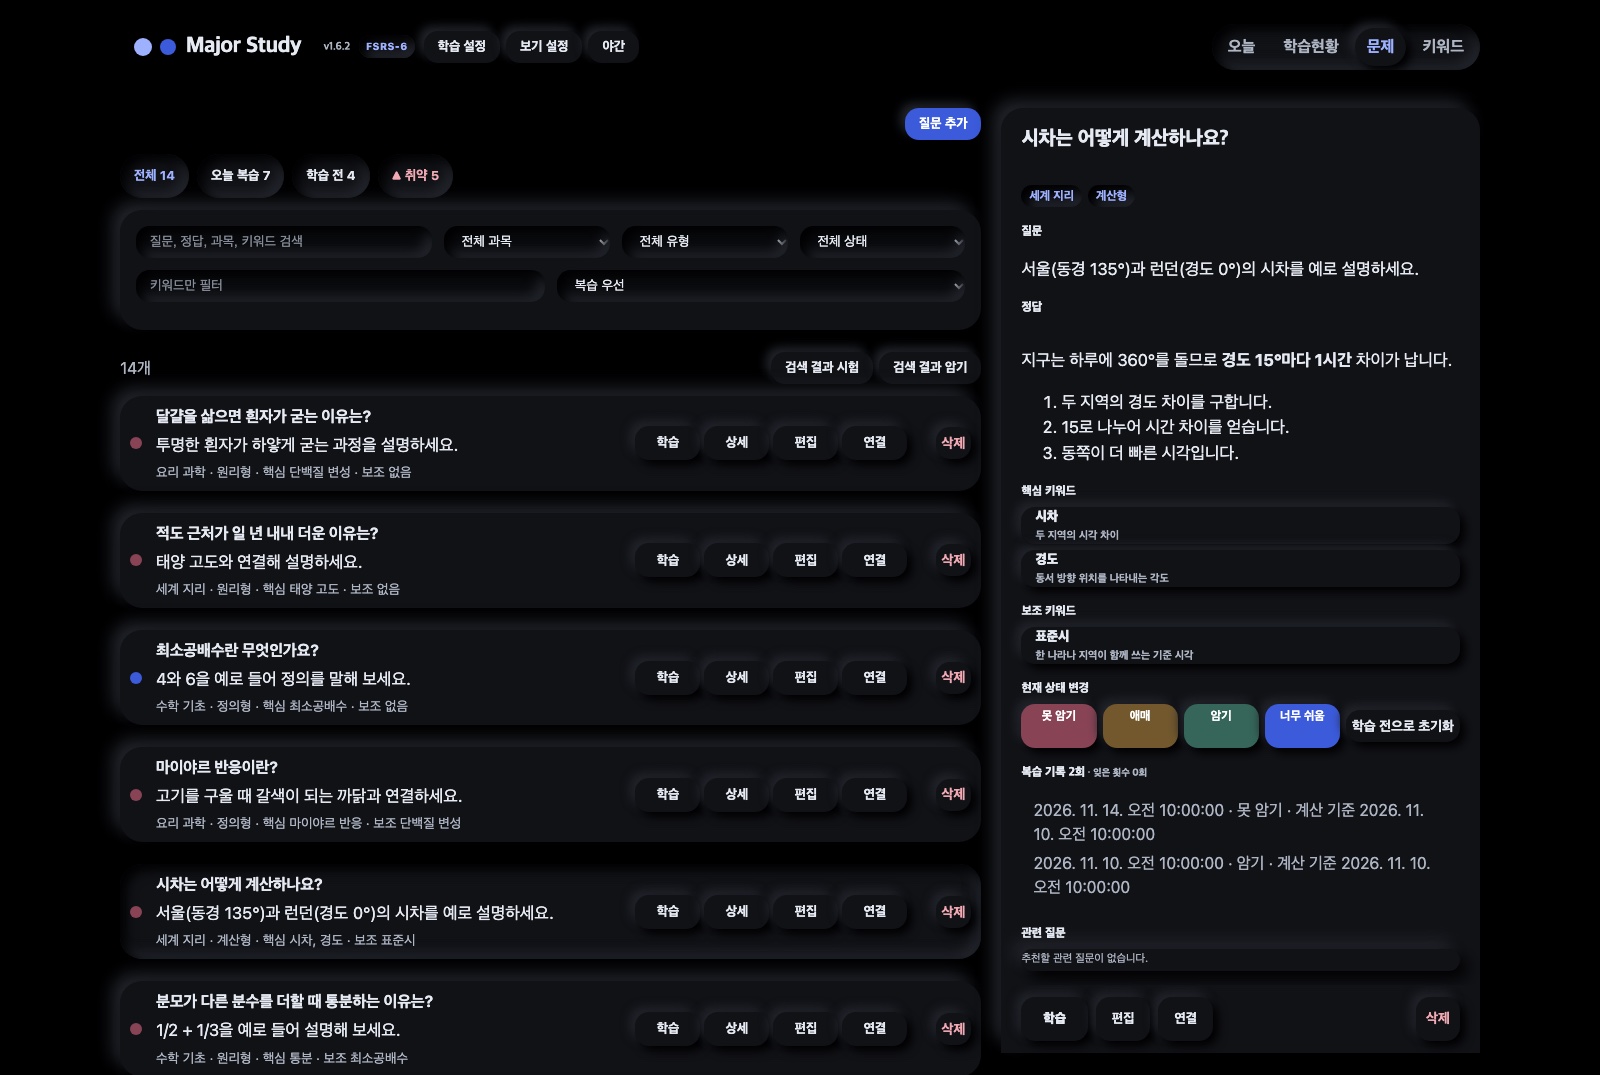 Major Study
v1.6.2
FSRS-6
학습 설정
보기 설정
야간
오늘
학습현황
문제
키워드
질문 추가
전체 14
오늘 복습 7
학습 전 4
▲ 취약 5
질문, 정답, 과목, 키워드 검색
전체 과목
전체 유형
전체 상태
키워드만 필터
복습 우선
14개
검색 결과 시험
검색 결과 암기
달걀을 삶으면 흰자가 굳는 이유는?
투명한 흰자가 하얗게 굳는 과정을 설명하세요.
요리 과학 · 원리형 · 핵심 단백질 변성 · 보조 없음
학습
상세
편집
연결
삭제
적도 근처가 일 년 내내 더운 이유는?
태양 고도와 연결해 설명하세요.
세계 지리 · 원리형 · 핵심 태양 고도 · 보조 없음
학습
상세
편집
연결
삭제
최소공배수란 무엇인가요?
4와 6을 예로 들어 정의를 말해 보세요.
수학 기초 · 정의형 · 핵심 최소공배수 · 보조 없음
학습
상세
편집
연결
삭제
마이야르 반응이란?
고기를 구울 때 갈색이 되는 까닭과 연결하세요.
요리 과학 · 정의형 · 핵심 마이야르 반응 · 보조 단백질 변성
학습
상세
편집
연결
삭제
시차는 어떻게 계산하나요?
서울(동경 135°)과 런던(경도 0°)의 시차를 예로 설명하세요.
세계 지리 · 계산형 · 핵심 시차, 경도 · 보조 표준시
학습
상세
편집
연결
삭제
분모가 다른 분수를 더할 때 통분하는 이유는?
1/2 + 1/3을 예로 들어 설명해 보세요.
수학 기초 · 원리형 · 핵심 통분 · 보조 최소공배수
학습
상세
편집
연결
삭제
시차는 어떻게 계산하나요?
세계 지리
계산형
질문
서울(동경 135°)과 런던(경도 0°)의 시차를 예로 설명하세요.
정답
지구는 하루에 360°를 돌므로 경도 15°마다 1시간 차이가 납니다.
1. 두 지역의 경도 차이를 구합니다.
2. 15로 나누어 시간 차이를 얻습니다.
3. 동쪽이 더 빠른 시각입니다.
핵심 키워드
시차
두 지역의 시각 차이
경도
동서 방향 위치를 나타내는 각도
보조 키워드
표준시
한 나라나 지역이 함께 쓰는 기준 시각
현재 상태 변경
못 암기
애매
암기
너무 쉬움
학습 전으로 초기화
복습 기록 2회 · 잊은 횟수 0회
2026. 11. 14. 오전 10:00:00 · 못 암기 · 계산 기준 2026. 11.
10. 오전 10:00:00
2026. 11. 10. 오전 10:00:00 · 암기 · 계산 기준 2026. 11. 10.
오전 10:00:00
관련 질문
추천할 관련 질문이 없습니다.
학습
편집
연결
삭제